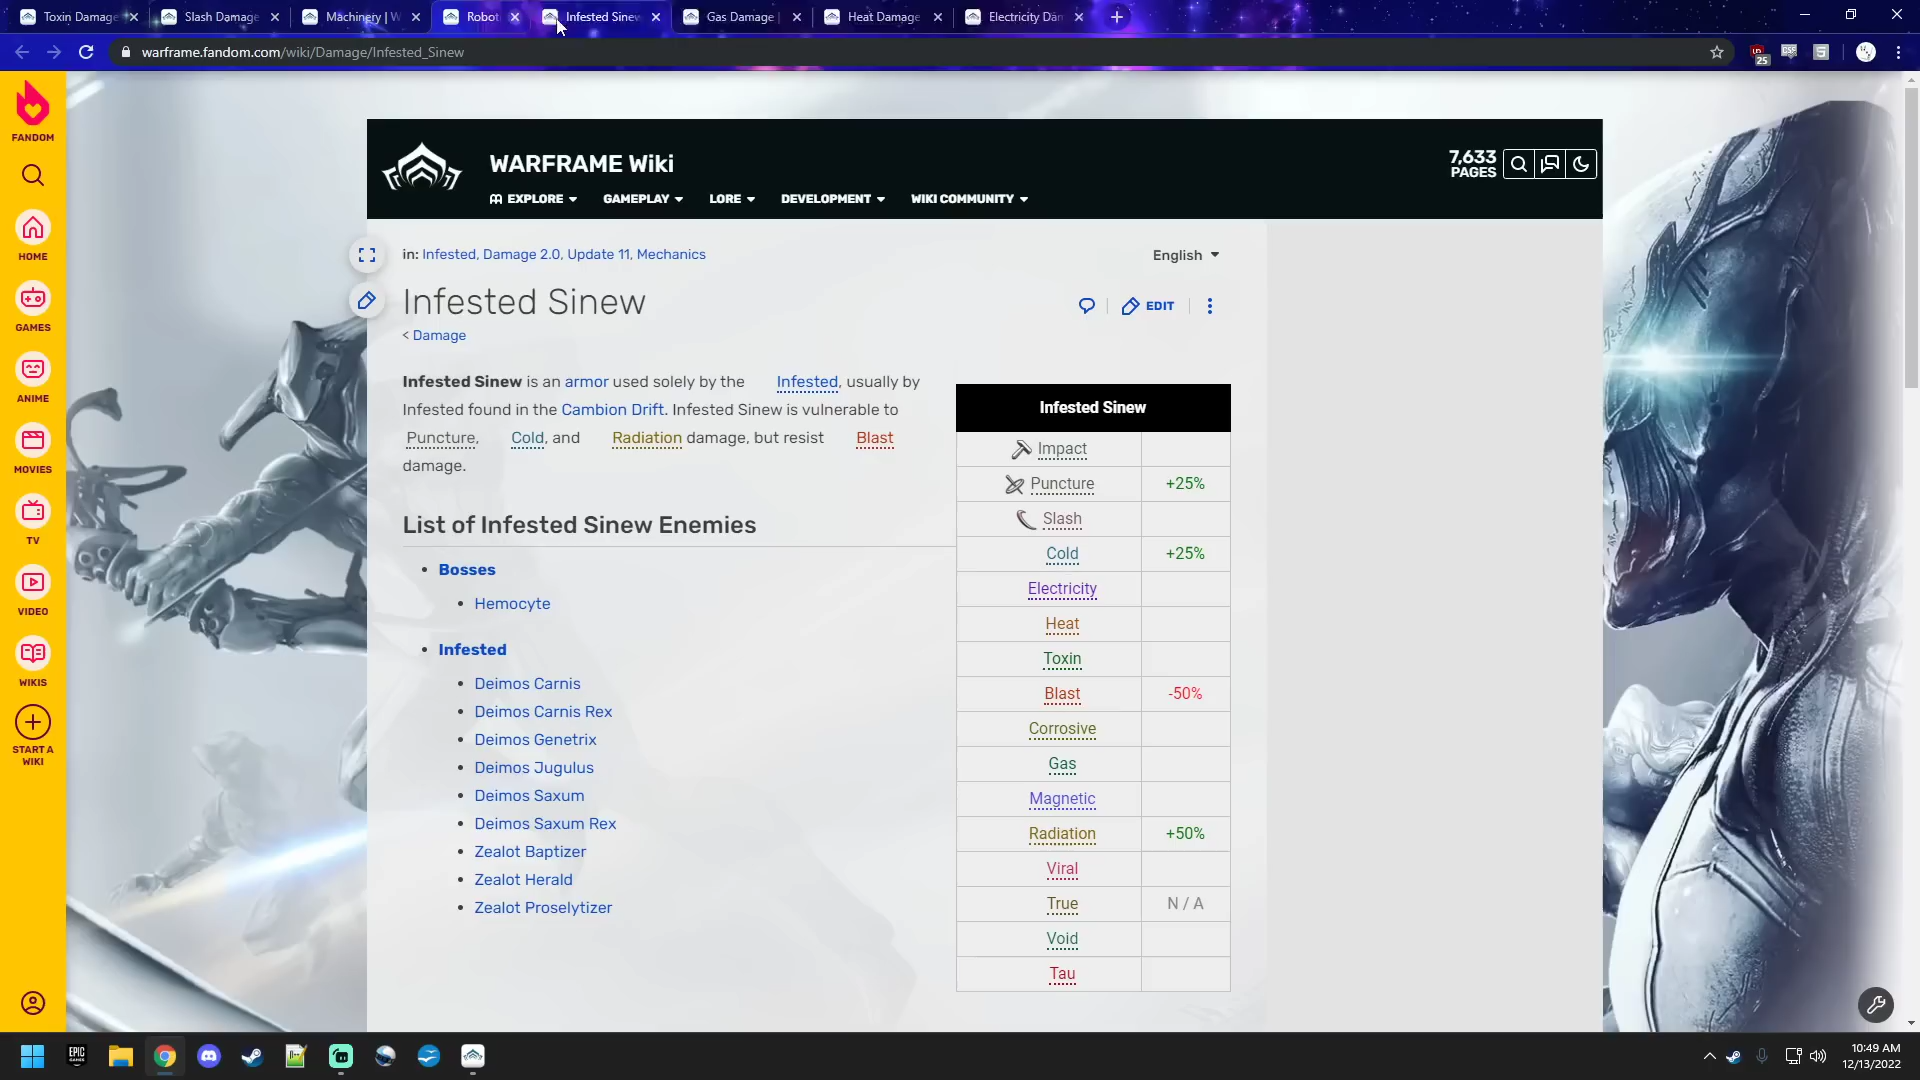 Toxin Damage
Slash Damage
Machinery | W
Robot
Infested Sinew
Gas Damage |
Heat Damage
Electricity Dam
warframe.fandom.com/wiki/Damage/Infested_Sinew
25
FANDOM
HOME
GAMES
ANIME
MOVIES
TV
VIDEO
WIKIS
START A
WIKI
WARFRAME Wiki
7,633
PAGES
EXPLORE
GAMEPLAY
LORE
DEVELOPMENT
WIKI COMMUNITY
in: Infested, Damage 2.0, Update 11, Mechanics
English
Infested Sinew
EDIT
< Damage
Infested Sinew is an armor used solely by the Infested, usually by
Infested found in the Cambion Drift. Infested Sinew is vulnerable to
Puncture, Cold, and Radiation damage, but resist Blast
damage.
List of Infested Sinew Enemies
• Bosses
• Hemocyte
• Infested
• Deimos Carnis
• Deimos Carnis Rex
• Deimos Genetrix
• Deimos Jugulus
• Deimos Saxum
• Deimos Saxum Rex
• Zealot Baptizer
• Zealot Herald
• Zealot Proselytizer
Infested Sinew
Impact
Puncture +25%
Slash
Cold +25%
Electricity
Heat
Toxin
Blast -50%
Corrosive
Gas
Magnetic
Radiation +50%
Viral
True N / A
Void
Tau
EPIC
GAMES
10:49 AM
12/13/2022